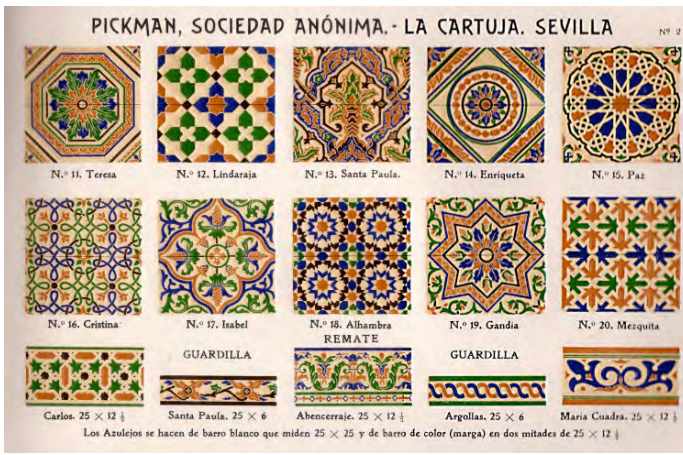 PICKMAN, SOCIEDAD ANÓNIMA.- LA CARTUJA. SEVILLA
Nº 2
N.º 11. Teresa
N.º 12. Lindaraja
N.º 13. Santa Paula.
N.º 14. Enriqueta
N.º 15. Paz
N.º 16. Cristina
N.º 17. Isabel
N.º 18. Alhambra
N.º 19. Gandía
N.º 20. Mezquita
GUARDILLA
REMATE
GUARDILLA
Carlos. 25 × 12 ½
Santa Paula. 25 × 6
Abencerraje. 25 × 12 ½
Argollas. 25 × 6
María Cuadra. 25 × 12 ½
Los Azulejos se hacen de barro blanco que miden 25 × 25 y de barro de color (marga) en dos mitades de 25 × 12 ½